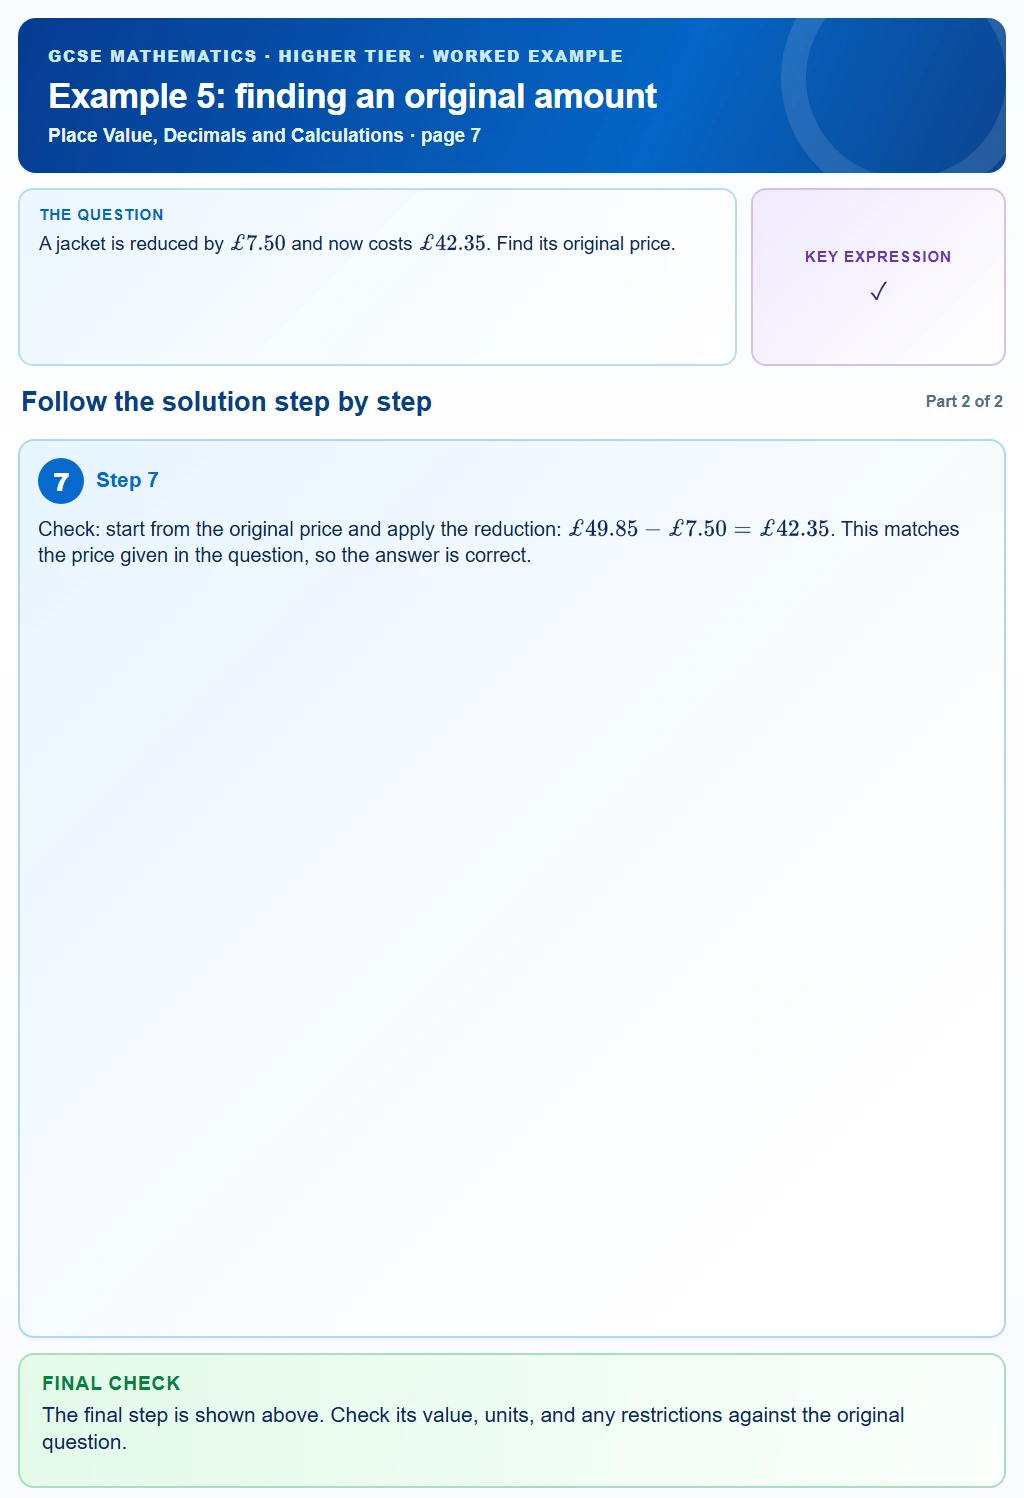 GCSE MATHEMATICS · HIGHER TIER · WORKED EXAMPLE
Example 5: finding an original amount
Place Value, Decimals and Calculations · page 7
THE QUESTION
A jacket is reduced by £7.50 and now costs £42.35. Find its original price.
KEY EXPRESSION
✓
Follow the solution step by step
Part 2 of 2
7 Step 7
Check: start from the original price and apply the reduction: £49.85 − £7.50 = £42.35. This matches
the price given in the question, so the answer is correct.
FINAL CHECK
The final step is shown above. Check its value, units, and any restrictions against the original
question.